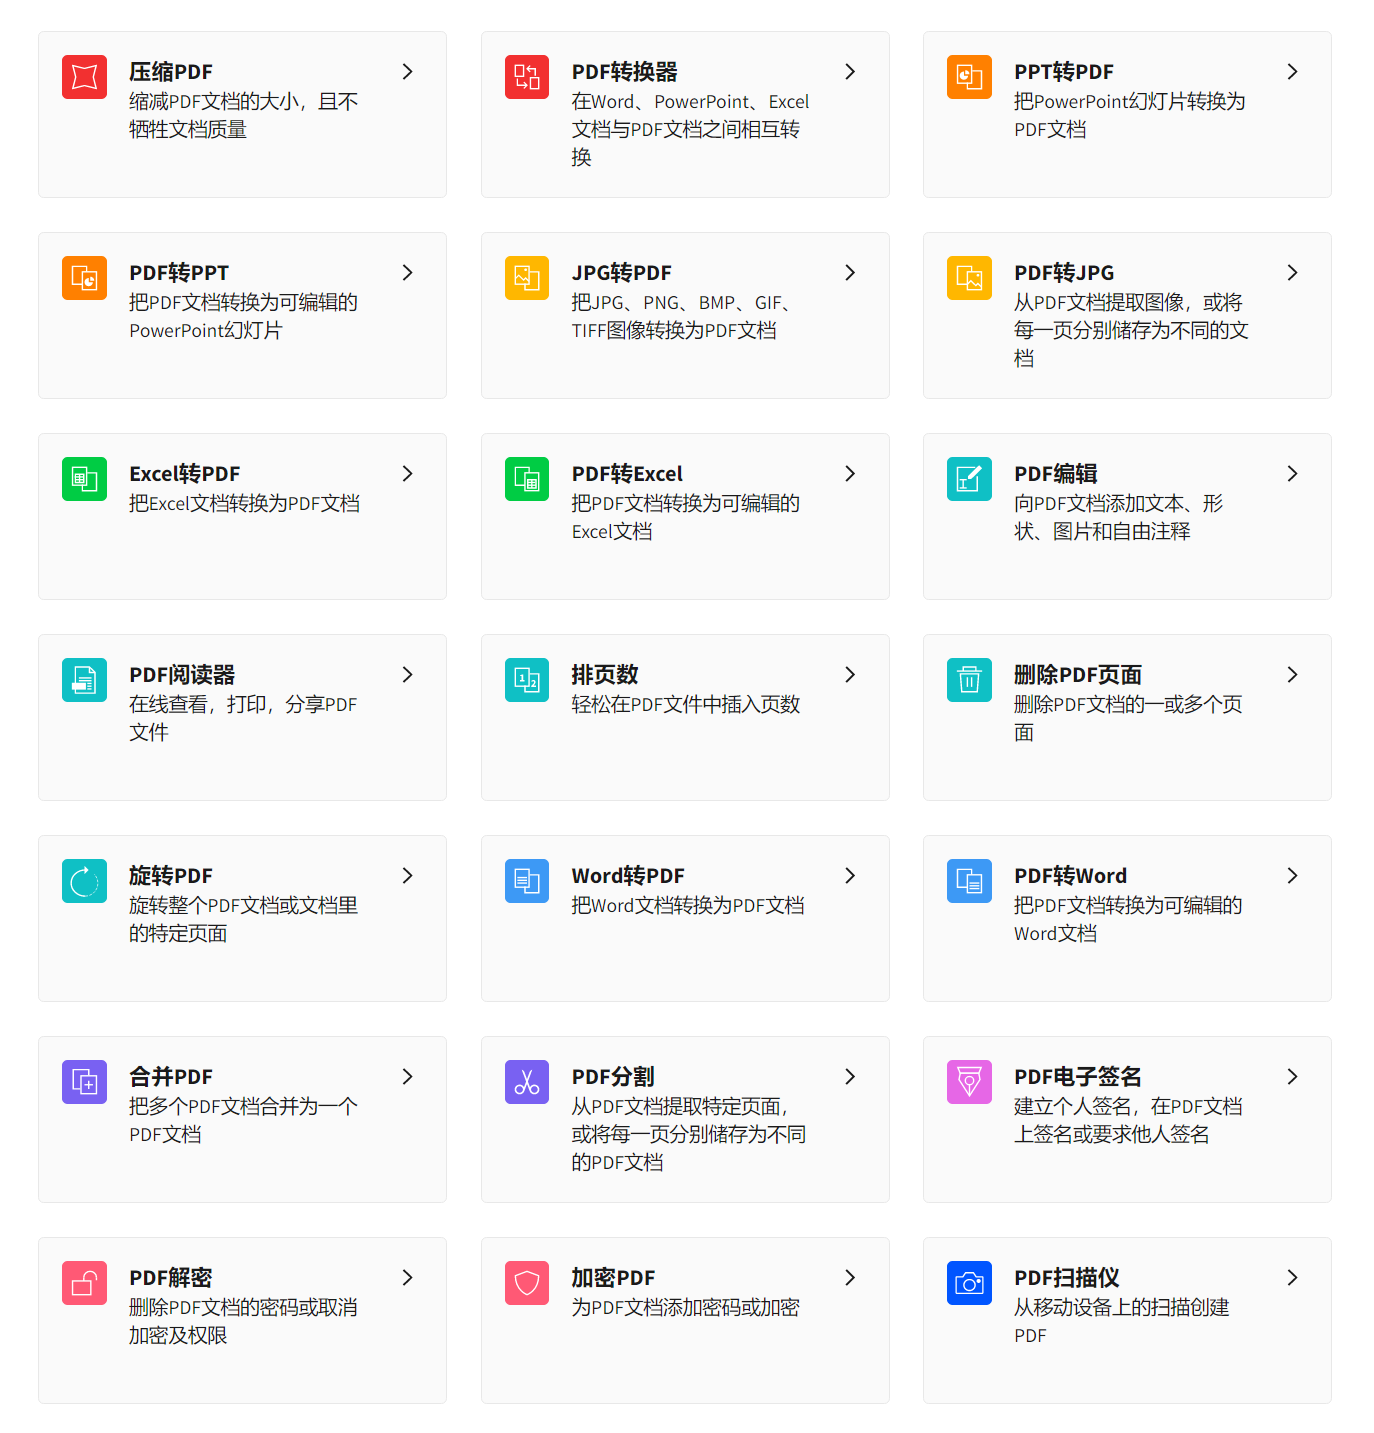 压缩PDF
缩减PDF文档的大小，且不
牺牲文档质量
PDF转换器
在Word、PowerPoint、Excel
文档与PDF文档之间相互转
换
PPT转PDF
把PowerPoint幻灯片转换为
PDF文档
PDF转PPT
把PDF文档转换为可编辑的
PowerPoint幻灯片
JPG转PDF
把JPG、PNG、BMP、GIF、
TIFF图像转换为PDF文档
PDF转JPG
从PDF文档提取图像，或将
每一页分别储存为不同的文
档
Excel转PDF
把Excel文档转换为PDF文档
PDF转Excel
把PDF文档转换为可编辑的
Excel文档
PDF编辑
向PDF文档添加文本、形
状、图片和自由注释
PDF阅读器
在线查看，打印，分享PDF
文件
1
2
排页数
轻松在PDF文件中插入页数
删除PDF页面
删除PDF文档的一或多个页
面
旋转PDF
旋转整个PDF文档或文档里
的特定页面
Word转PDF
把Word文档转换为PDF文档
PDF转Word
把PDF文档转换为可编辑的
Word文档
合并PDF
把多个PDF文档合并为一个
PDF文档
PDF分割
从PDF文档提取特定页面，
或将每一页分别储存为不同
的PDF文档
PDF电子签名
建立个人签名，在PDF文档
上签名或要求他人签名
PDF解密
删除PDF文档的密码或取消
加密及权限
加密PDF
为PDF文档添加密码或加密
PDF扫描仪
从移动设备上的扫描创建
PDF